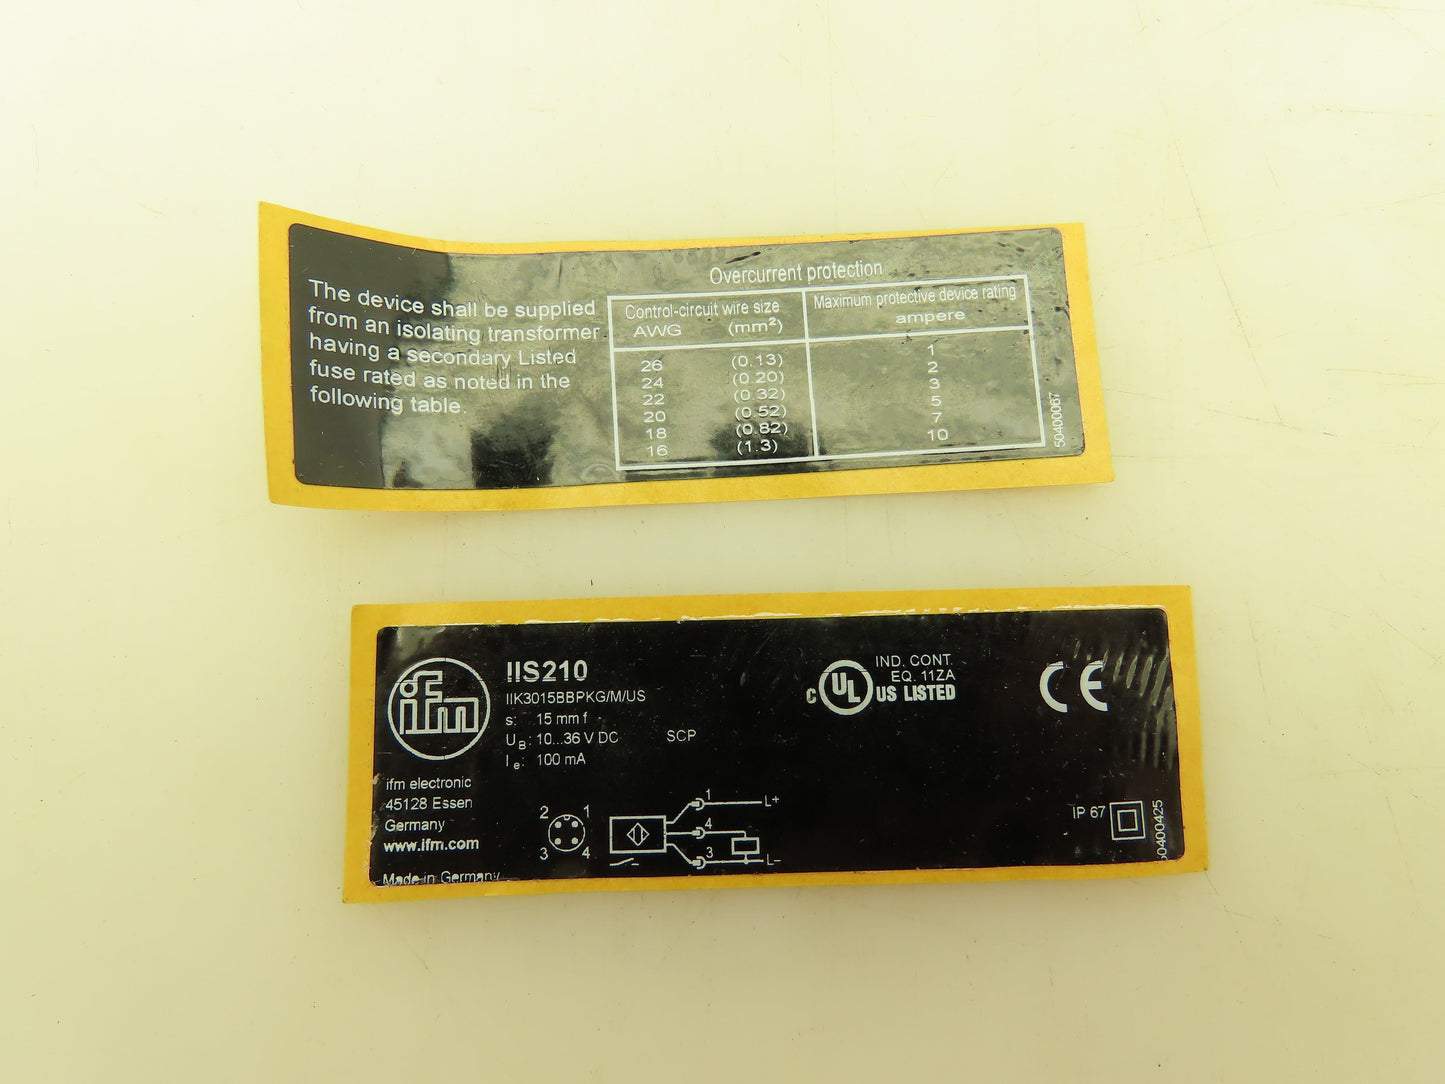 The device shall be supplied
from an isolating transformer
having a secondary Listed
fuse rated as noted in the
following table.
Overcurrent protection
Control-circuit wire size Maximum protective device rating
AWG (mm²) ampere
26 (0.13) 1
24 (0.20) 2
22 (0.32) 3
20 (0.52) 5
18 (0.82) 7
16 (1.3) 10
50400067
ifm
ifm electronic
45128 Essen
Germany
www.ifm.com
Made in Germany
IIS210
IIK3015BBPKG/M/US
s: 15 mm f
UB: 10...36 V DC SCP
Ie: 100 mA
2 1
3 4
1 L+
4
3 L–
c UL US LISTED
IND. CONT.
EQ. 11ZA
CE
IP 67
50400425